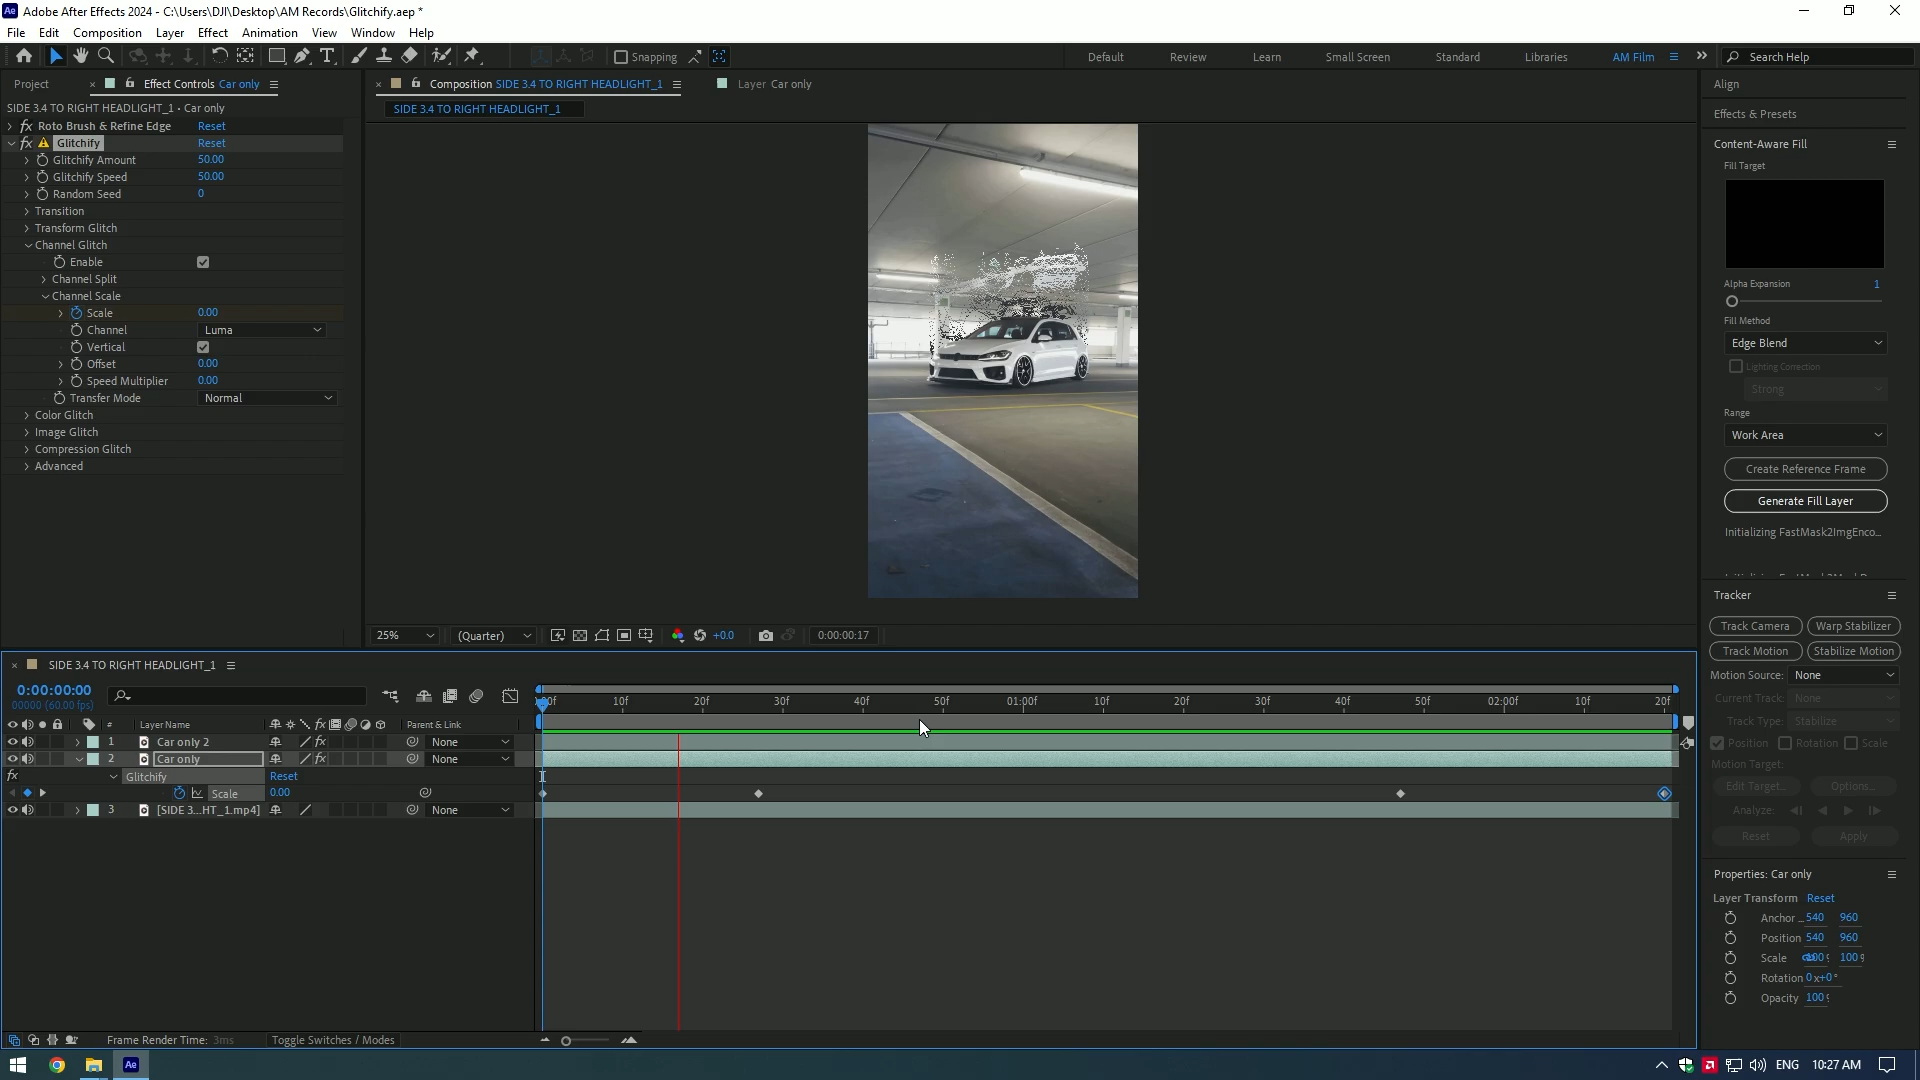 Adobe After Effects 2024 - C:\Users\DJI\Desktop\AM Records\Glitchify.aep *
File Edit Composition Layer Effect Animation View Window Help
Snapping
Default Review Learn Small Screen Standard Libraries AM Film Search Help
Project Effect Controls Car only
SIDE 3.4 TO RIGHT HEADLIGHT_1 • Car only
Roto Brush & Refine Edge Reset
Glitchify Reset
Glitchify Amount 50.00
Glitchify Speed 50.00
Random Seed 0
Transition
Transform Glitch
Channel Glitch
Enable
Channel Split
Channel Scale
Scale 0.00
Channel Luma
Vertical
Offset 0.00
Speed Multiplier 0.00
Transfer Mode Normal
Color Glitch
Image Glitch
Compression Glitch
Advanced
Composition SIDE 3.4 TO RIGHT HEADLIGHT_1 Layer Car only
SIDE 3.4 TO RIGHT HEADLIGHT_1
25% (Quarter) +0.0 0:00:00:17
Align
Effects & Presets
Content-Aware Fill
Fill Target
Alpha Expansion 1
Fill Method
Edge Blend
Lighting Correction
Strong
Range
Work Area
Create Reference Frame
Generate Fill Layer
Initializing FastMask2ImgEnco...
Tracker
Track Camera Warp Stabilizer
Track Motion Stabilize Motion
Motion Source: None
Current Track: None
Track Type: Stabilize
Position Rotation Scale
Motion Target:
Edit Target... Options...
Analyze:
Reset Apply
Properties: Car only
Layer Transform Reset
Anchor ... 540 960
Position 540 960
Scale 100 100
Rotation 0x+0°
Opacity 100
SIDE 3.4 TO RIGHT HEADLIGHT_1
0:00:00:00
00000 (60.00 fps)
:00f 10f 20f 30f 40f 50f 01:00f 10f 20f 30f 40f 50f 02:00f 10f 20f
# Layer Name Parent & Link
1 Car only 2 None
2 Car only None
Glitchify Reset
Scale 0.00
3 [SIDE 3...HT_1.mp4] None
Frame Render Time: 3ms Toggle Switches / Modes
ENG 10:27 AM